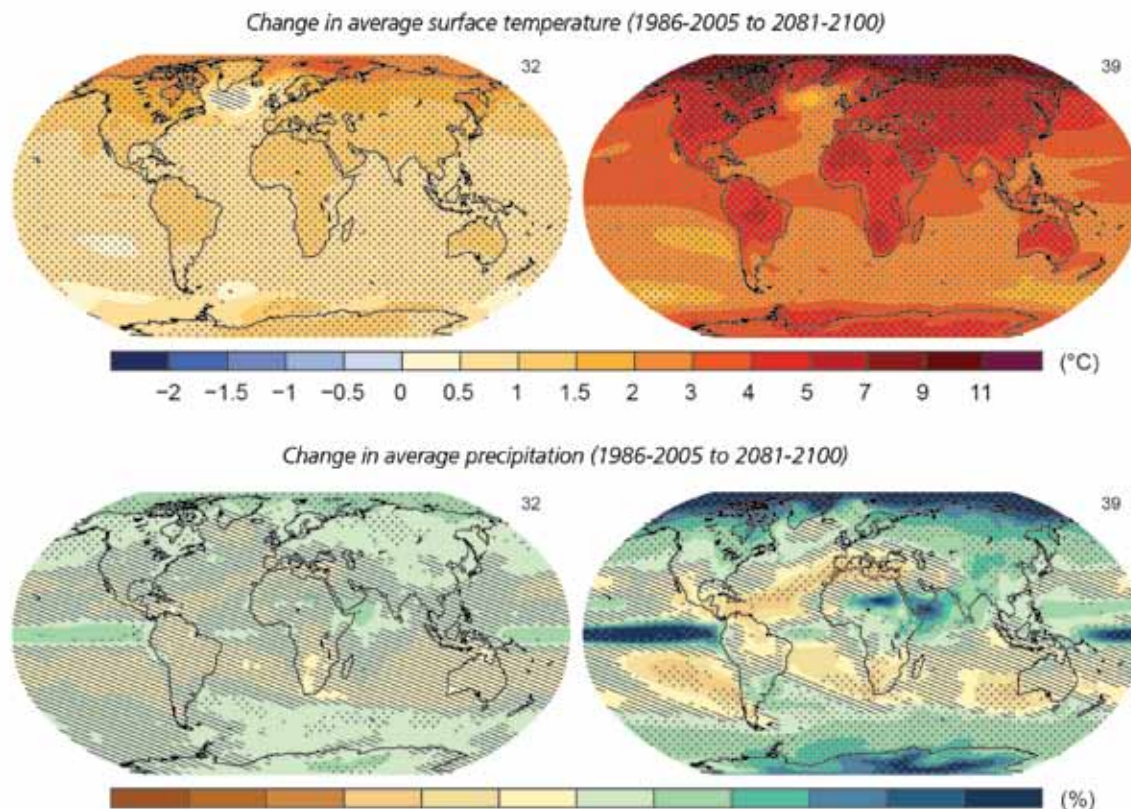 Change in average surface temperature (1986-2005 to 2081-2100)
32
39
(°C)
−2 −1.5 −1 −0.5 0 0.5 1 1.5 2 3 4 5 7 9 11
Change in average precipitation (1986-2005 to 2081-2100)
32
39
(%)